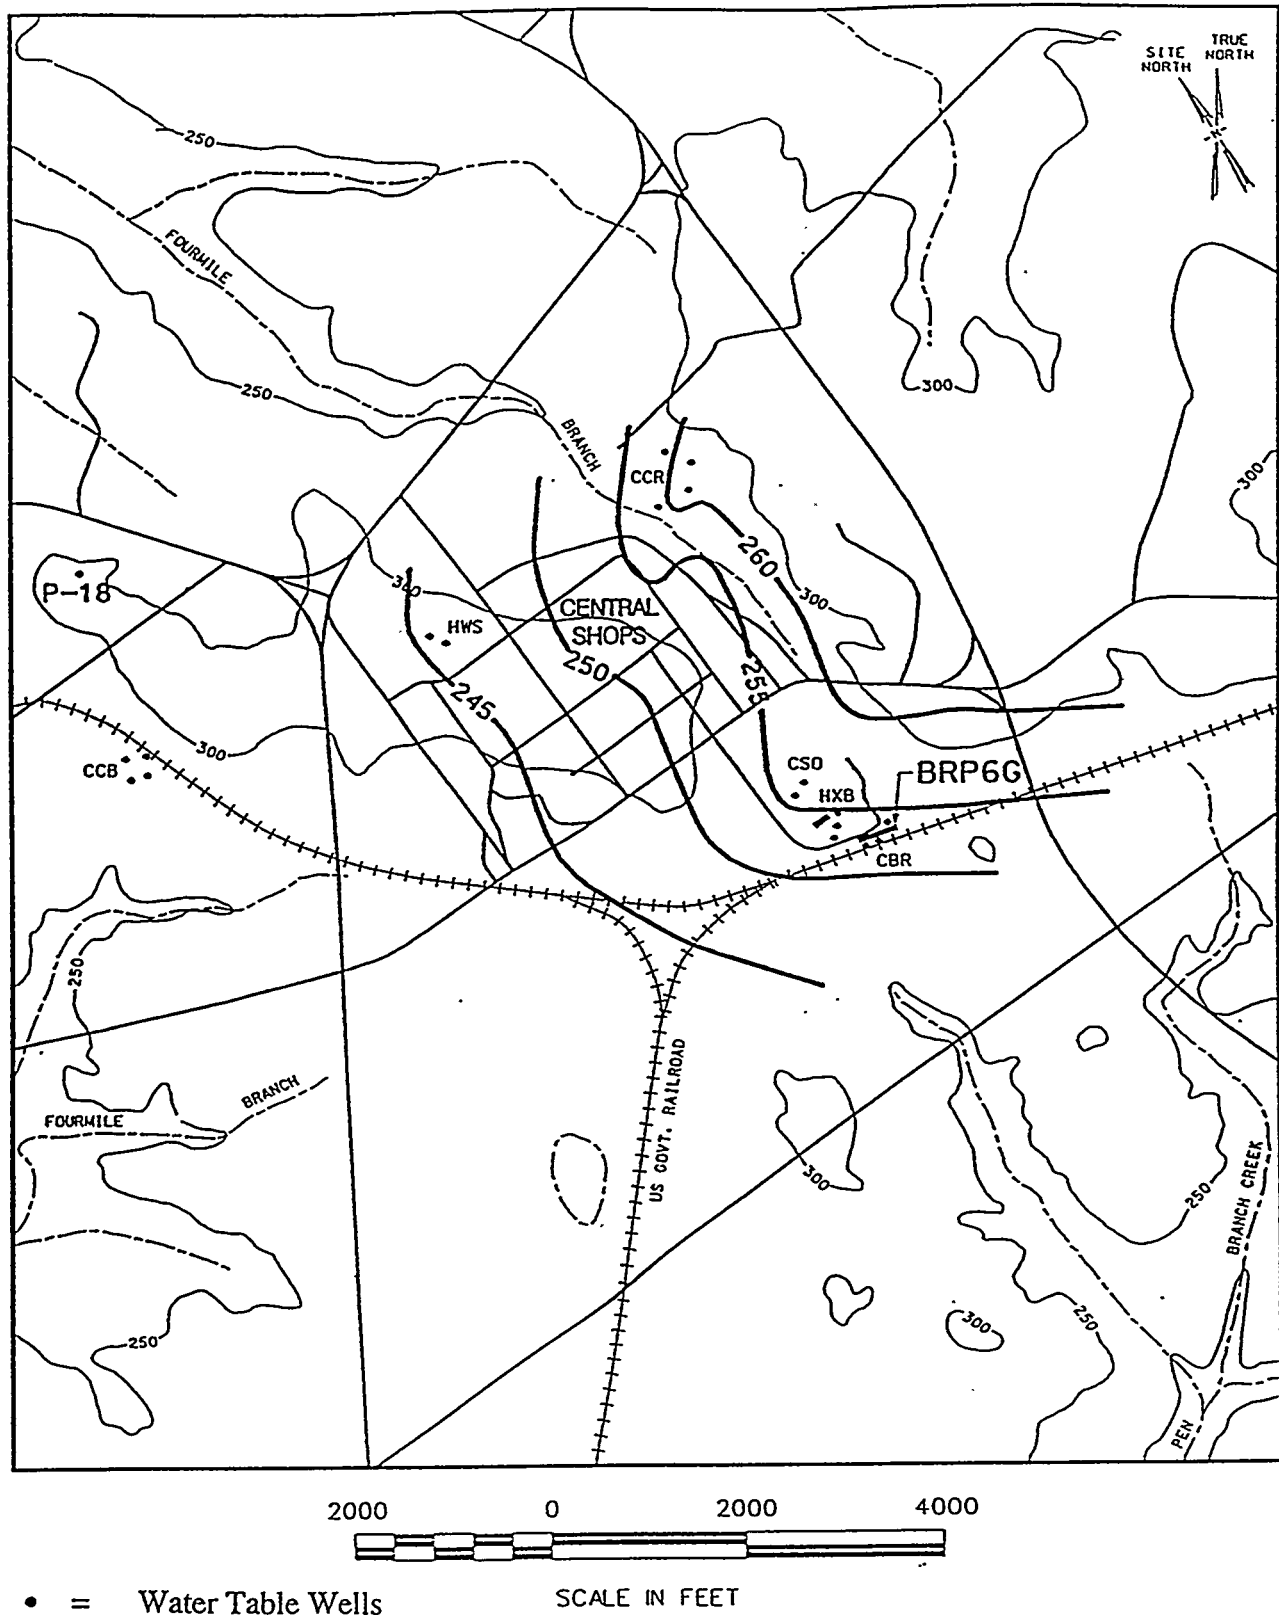 SITE NORTH
TRUE NORTH
N
250
FOURMILE
250
BRANCH
300
300
CCR
260
P-18
300
HWS
CENTRAL
SHOPS
300
250
255
245
300
CCB
CSO
BRP6G
HXB
CBR
250
FOURMILE
BRANCH
US GOVT. RAILROAD
300
250
BRANCH CREEK
250
300
250
PEN
2000 0 2000 4000
• = Water Table Wells
SCALE IN FEET